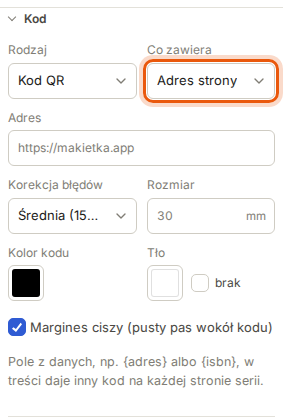 Kod
Rodzaj
Co zawiera
Kod QR
Adres strony
Adres
https://makietka.app
Korekcja błędów
Rozmiar
Średnia (15...
30
mm
Kolor kodu
Tło
brak
Margines ciszy (pusty pas wokół kodu)
Pole z danych, np. {adres} albo {isbn}, w
treści daje inny kod na każdej stronie serii.